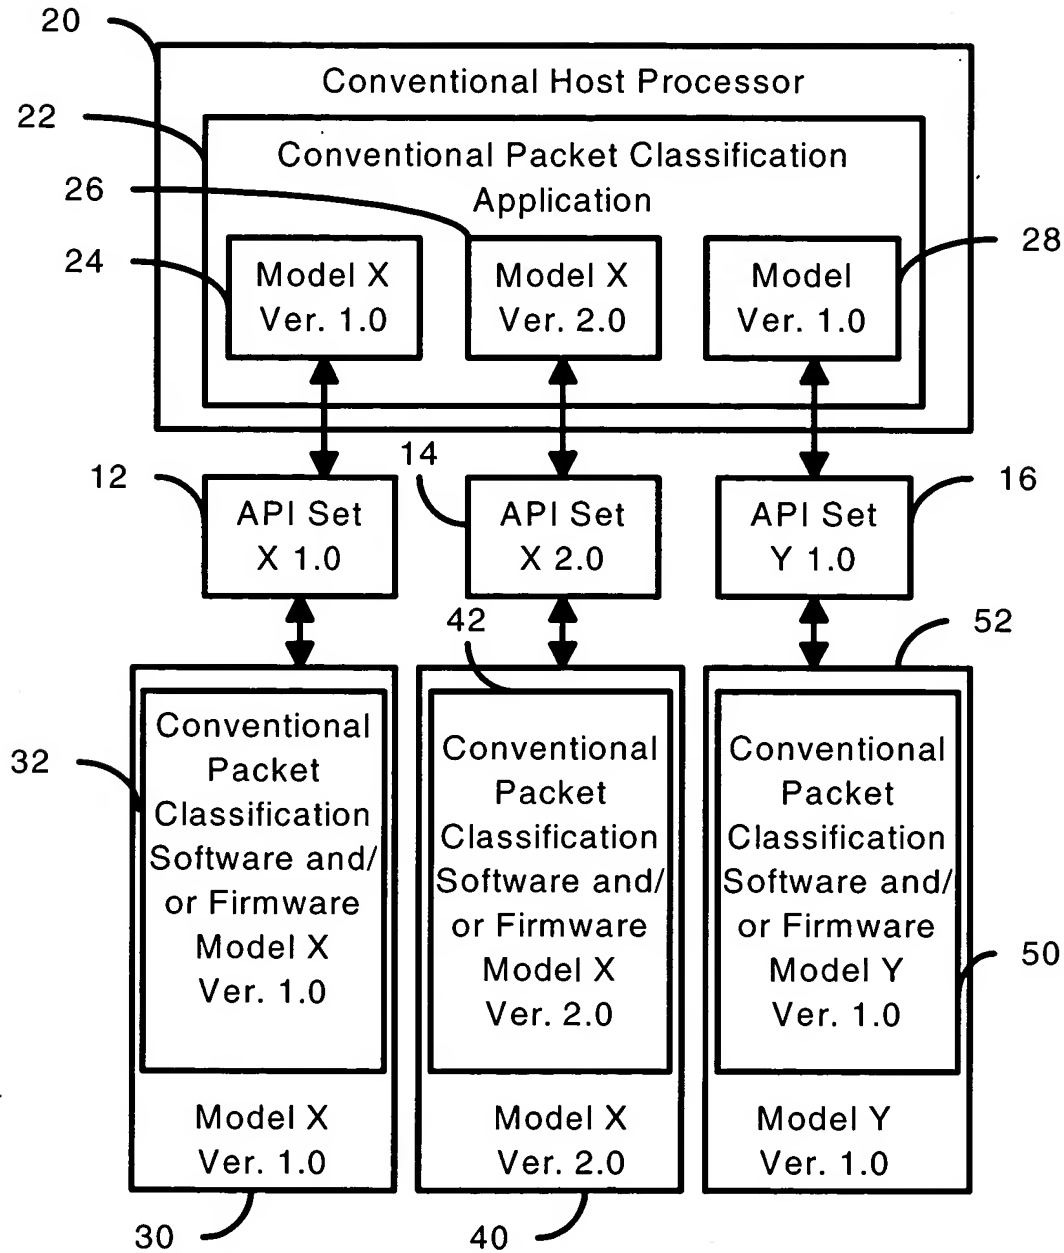 20
Conventional Host Processor
22
Conventional Packet Classification
Application
26
24
28
Model X
Ver. 1.0
Model X
Ver. 2.0
Model
Ver. 1.0
12
14
16
API Set
X 1.0
API Set
X 2.0
API Set
Y 1.0
42
52
32
Conventional
Packet
Classification
Software and/
or Firmware
Model X
Ver. 1.0
Conventional
Packet
Classification
Software and/
or Firmware
Model X
Ver. 2.0
Conventional
Packet
Classification
Software and/
or Firmware
Model Y
Ver. 1.0
50
Model X
Ver. 1.0
Model X
Ver. 2.0
Model Y
Ver. 1.0
30
40